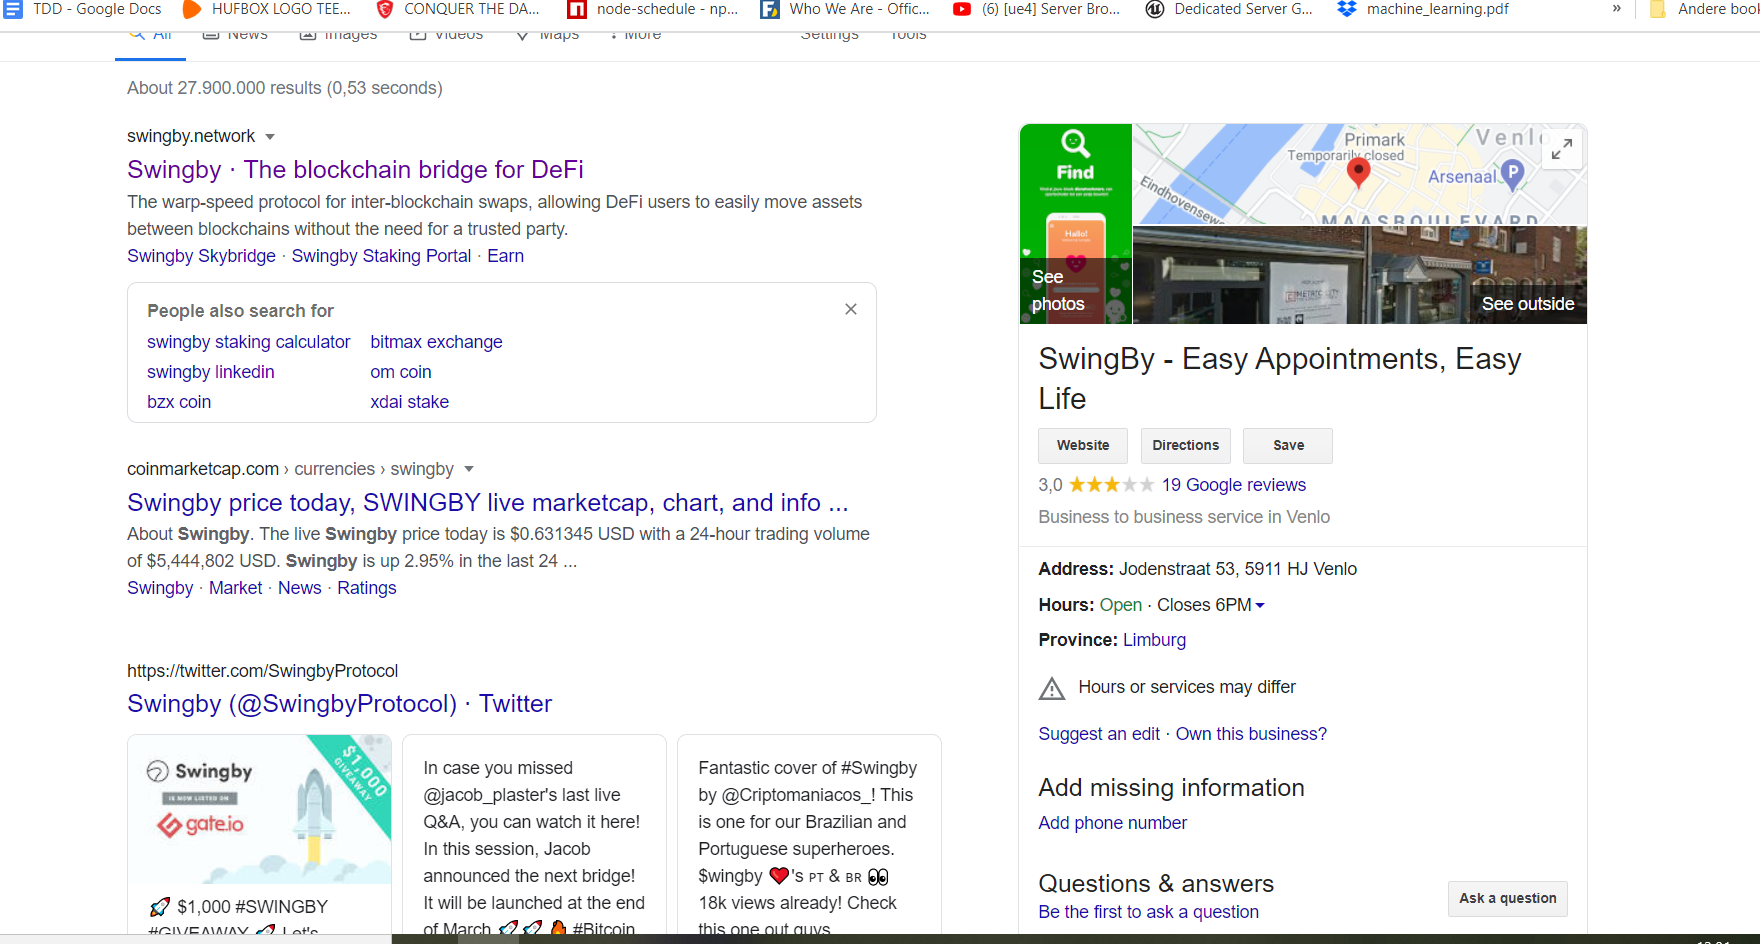 TDD - Google Docs
HUFBOX LOGO TEE...
CONQUER THE DA...
node-schedule - np...
Who We Are - Offic...
(6) [ue4] Server Bro...
Dedicated Server G...
machine_learning.pdf
»
Andere book
All
News
Images
Videos
Maps
More
Settings
Tools
About 27.900.000 results (0,53 seconds)
swingby.network
Swingby · The blockchain bridge for DeFi
The warp-speed protocol for inter-blockchain swaps, allowing DeFi users to easily move assets
between blockchains without the need for a trusted party.
Swingby Skybridge · Swingby Staking Portal · Earn
People also search for
swingby staking calculator
bitmax exchange
swingby linkedin
om coin
bzx coin
xdai stake
coinmarketcap.com › currencies › swingby
Swingby price today, SWINGBY live marketcap, chart, and info ...
About Swingby. The live Swingby price today is $0.631345 USD with a 24-hour trading volume
of $5,444,802 USD. Swingby is up 2.95% in the last 24 ...
Swingby · Market · News · Ratings
https://twitter.com/SwingbyProtocol
Swingby (@SwingbyProtocol) · Twitter
Swingby
IS NOW LISTED ON
gate.io
$1,000
GIVEAWAY
🚀 $1,000 #SWINGBY
#GIVEAWAY 🚀 Let's
In case you missed
@jacob_plaster's last live
Q&A, you can watch it here!
In this session, Jacob
announced the next bridge!
It will be launched at the end
of March 🚀🚀 🔥 #Bitcoin
Fantastic cover of #Swingby
by @Criptomaniacos_! This
is one for our Brazilian and
Portuguese superheroes.
$wingby ❤️'s PT & BR 👀
18k views already! Check
this one out guys
Find
Hallo!
See
photos
Primark
Temporarily closed
Venlo
Arsenaal
P
Eindhovensewe
MAASBOULEVARD
See outside
SwingBy - Easy Appointments, Easy
Life
Website
Directions
Save
3,0 ★★★★★ 19 Google reviews
Business to business service in Venlo
Address: Jodenstraat 53, 5911 HJ Venlo
Hours: Open · Closes 6PM
Province: Limburg
Hours or services may differ
Suggest an edit · Own this business?
Add missing information
Add phone number
Questions & answers
Be the first to ask a question
Ask a question